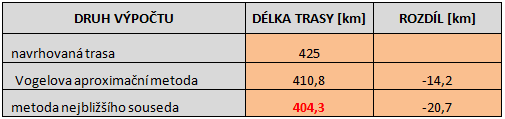 DRUH VÝPOČTU DÉLKA TRASY [km] ROZDÍL [km]
navrhovaná trasa 425
Vogelova aproximační metoda 410,8 -14,2
metoda nejbližšího souseda 404,3 -20,7